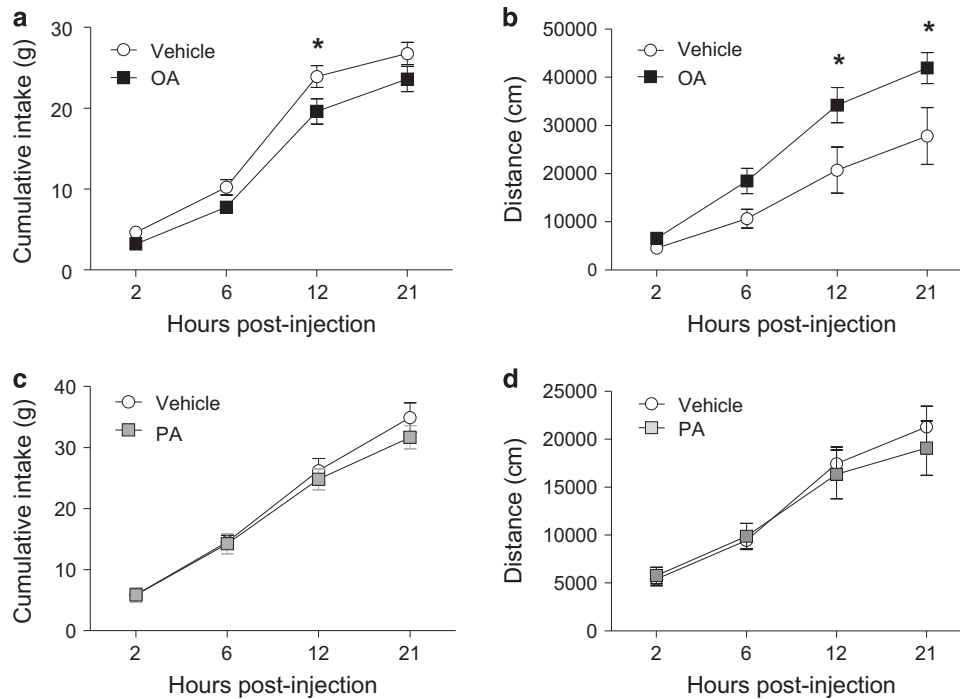 a
Cumulative intake (g)
30
20
10
0
Vehicle
OA
*
2 6 12 21
Hours post-injection
b
Distance (cm)
50000
40000
30000
20000
10000
0
Vehicle
OA
* *
2 6 12 21
Hours post-injection
c
Cumulative intake (g)
40
30
20
10
0
Vehicle
PA
2 6 12 21
Hours post-injection
d
Distance (cm)
25000
20000
15000
10000
5000
0
Vehicle
PA
2 6 12 21
Hours post-injection